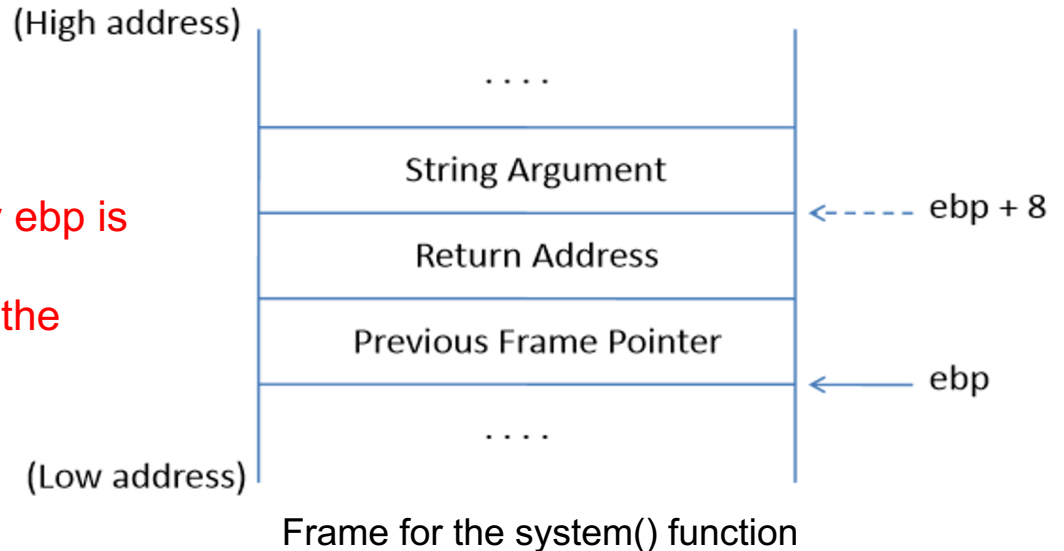 (High address)
. . . .
String Argument
ebp is
ebp + 8
Return Address
the
Previous Frame Pointer
ebp
. . . .
(Low address)
Frame for the system() function